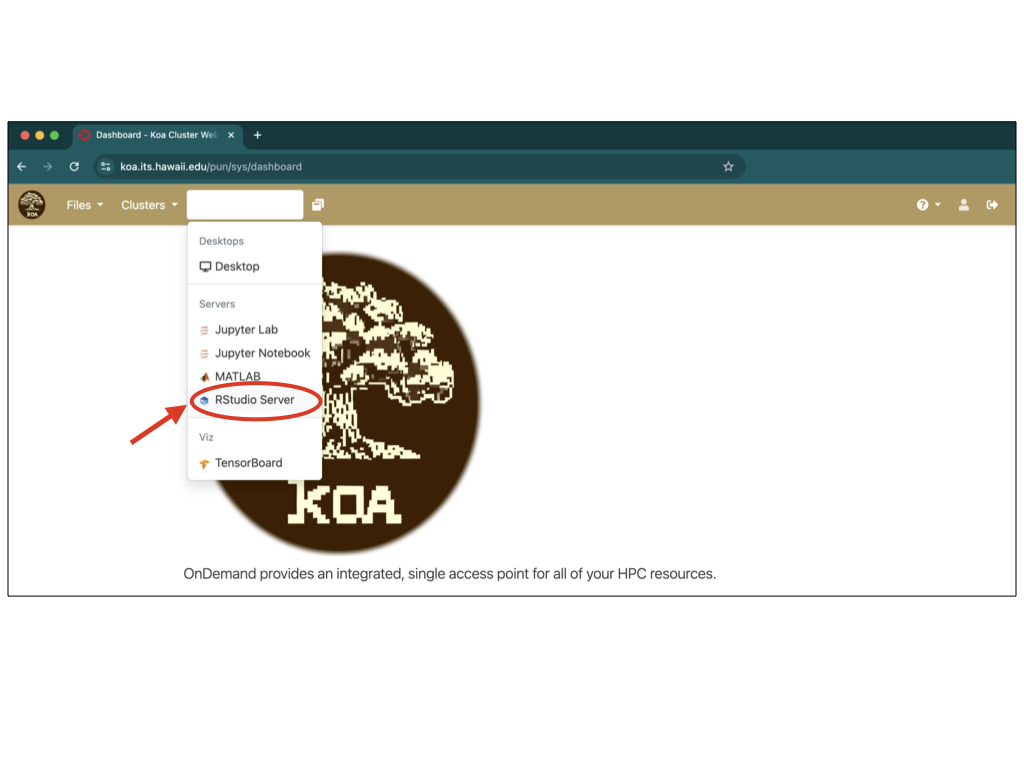 Dashboard - Koa Cluster Web
koa.its.hawaii.edu/pun/sys/dashboard
KOA Files Clusters
Desktops
Desktop
Servers
Jupyter Lab
Jupyter Notebook
MATLAB
RStudio Server
Viz
TensorBoard
KOA
OnDemand provides an integrated, single access point for all of your HPC resources.